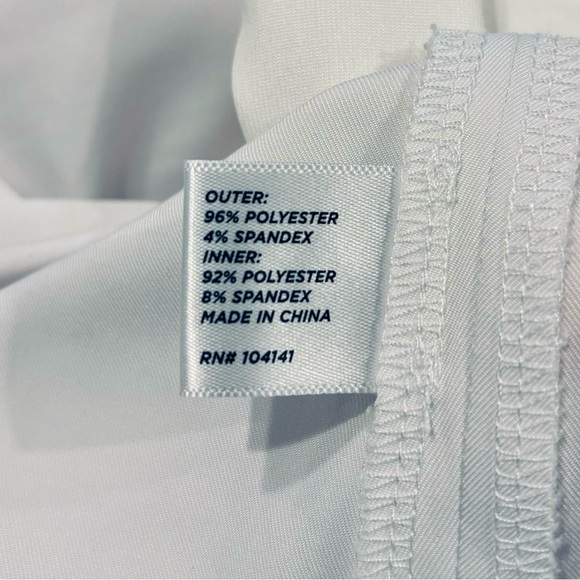 OUTER:
96% POLYESTER
4% SPANDEX
INNER:
92% POLYESTER
8% SPANDEX
MADE IN CHINA
RN# 104141